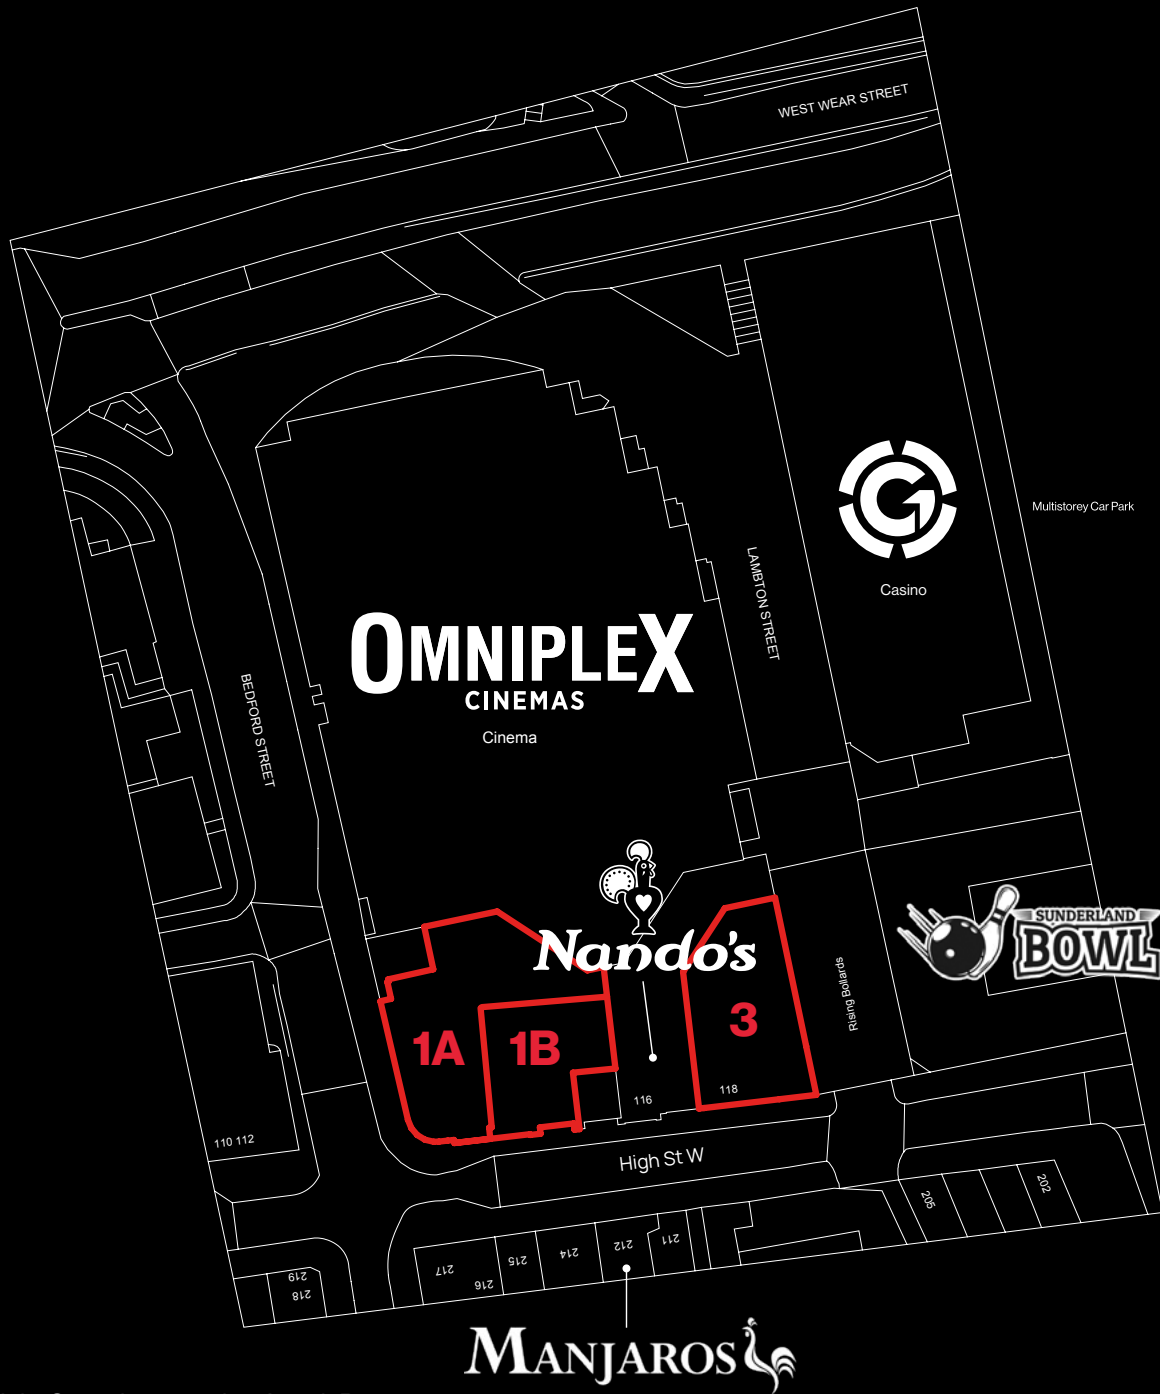 WEST WEAR STREET
Multistorey Car Park
G
Casino
LAMBTON STREET
OMNIPLEX
CINEMAS
Cinema
BEDFORD STREET
Nando's
SUNDERLAND
BOWL
Rising Bollards
1A
1B
3
116
118
110 112
High St W
205
202
217
216
215
214
212
211
219
218
MANJAROS